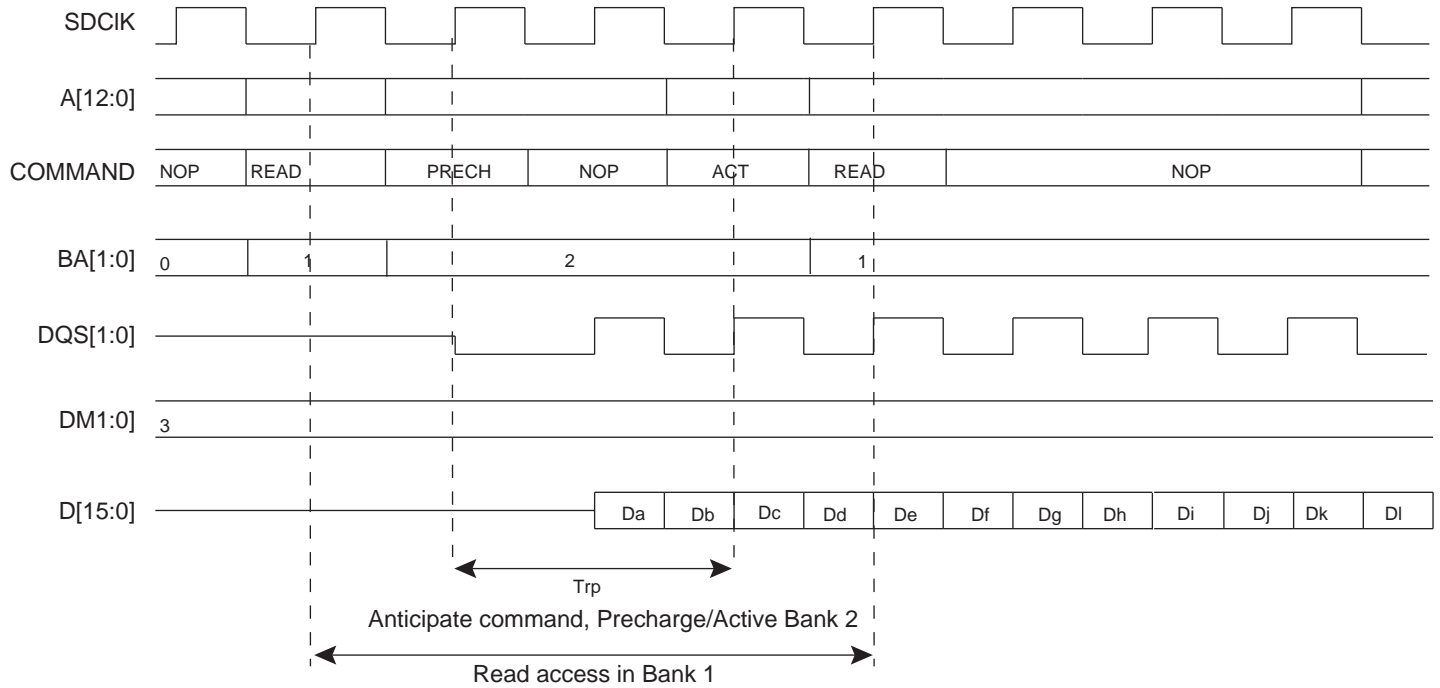 SDClK
A[12:0]
COMMAND NOP READ PRECH NOP ACT READ NOP
BA[1:0] 0 1 2 1
DQS[1:0]
DM1:0] 3
D[15:0] Da Db Dc Dd De Df Dg Dh Di Dj Dk Dl
Trp
Anticipate command, Precharge/Active Bank 2
Read access in Bank 1